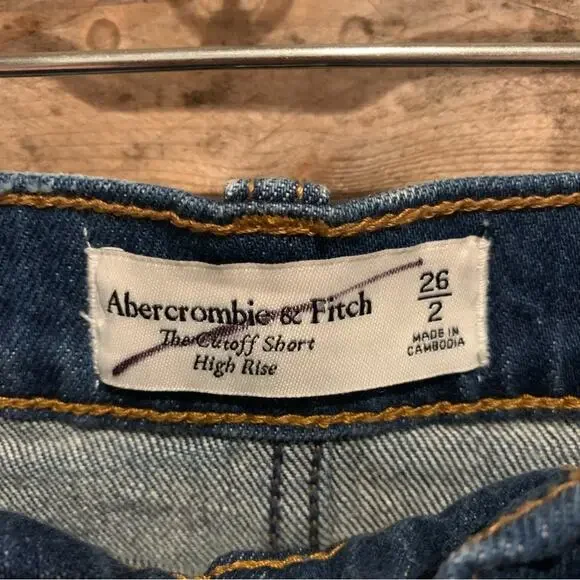 Abercrombie & Fitch
The Cutoff Short
High Rise
26
2
MADE IN
CAMBODIA